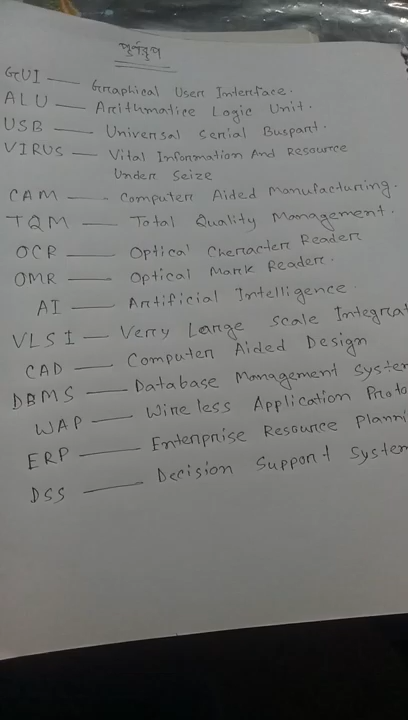 পূর্ণরূপ
GUI — Graphical User Interface.
ALU — Arithmatice Logic Unit.
USB — Universal Serial Buspart.
VIRUS — Vital Information And Resource
Under Seize
CAM — Computer Aided Manufacturing.
TQM — Total Quality Management.
OCR — Optical Cheracter Reader
OMR — Optical Mark Reader.
AI — Artificial Intelligence.
VLSI — Verry Large scale Integrat
CAD — Computer Aided Design
DBMS — Database Management System
WAP — Wireless Application Proto
ERP — Enterprise Resource Planni
DSS — Decision Support System